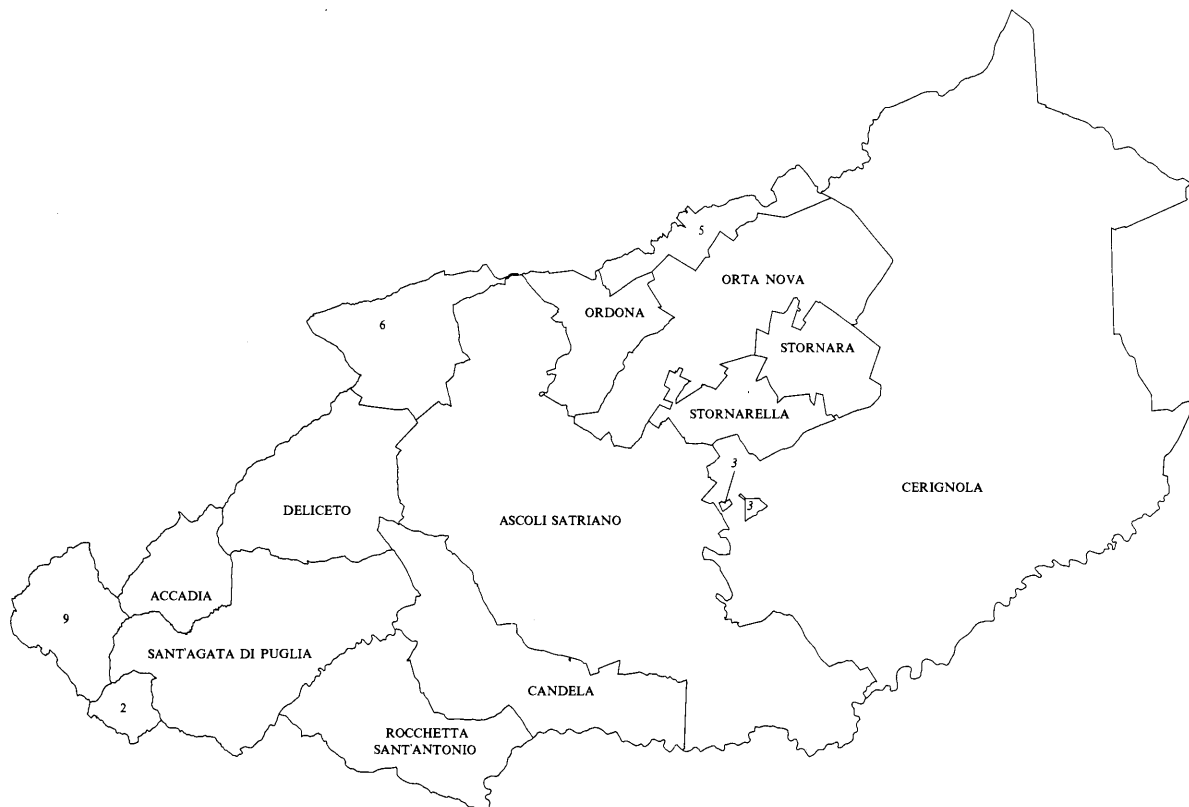 5
ORTA NOVA
ORDONA
6
STORNARA
STORNARELLA
3
CERIGNOLA
3
DELICETO
ASCOLI SATRIANO
ACCADIA
9
SANT'AGATA DI PUGLIA
CANDELA
2
ROCCHETTA
SANT'ANTONIO